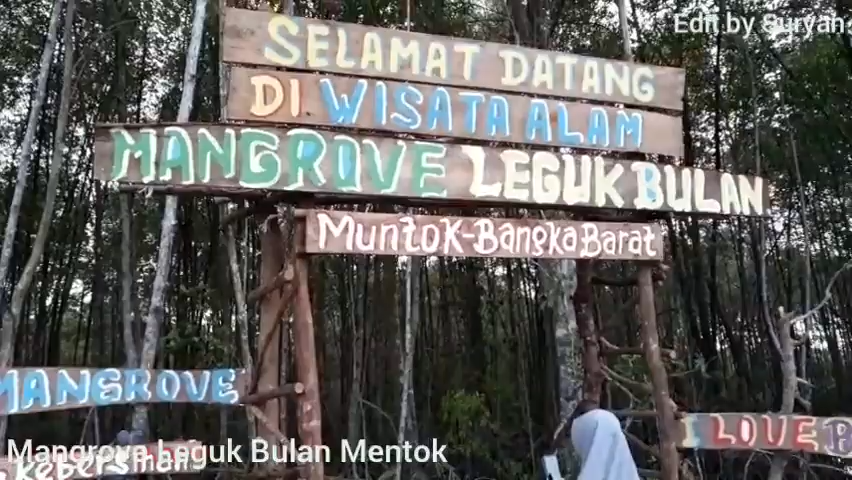 Edit by Suryan
SELAMAT DATANG
DI WISATA ALAM
MANGROVE LEGUK BULAN
MUNTOK-BANGKA BARAT
MANGROVE
I LOVE
Mangrove Leguk Bulan Mentok